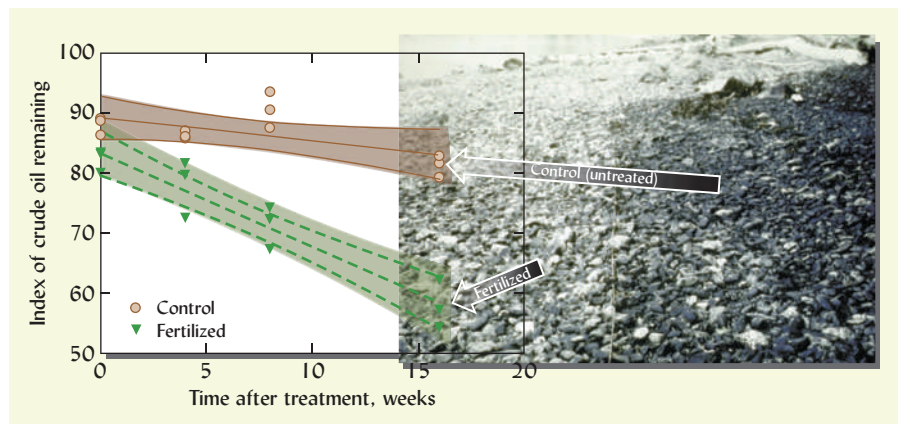 100
90
80
70
60
50
Index of crude oil remaining
Control (untreated)
Fertilized
Control
Fertilized
0
5
10
15
20
Time after treatment, weeks